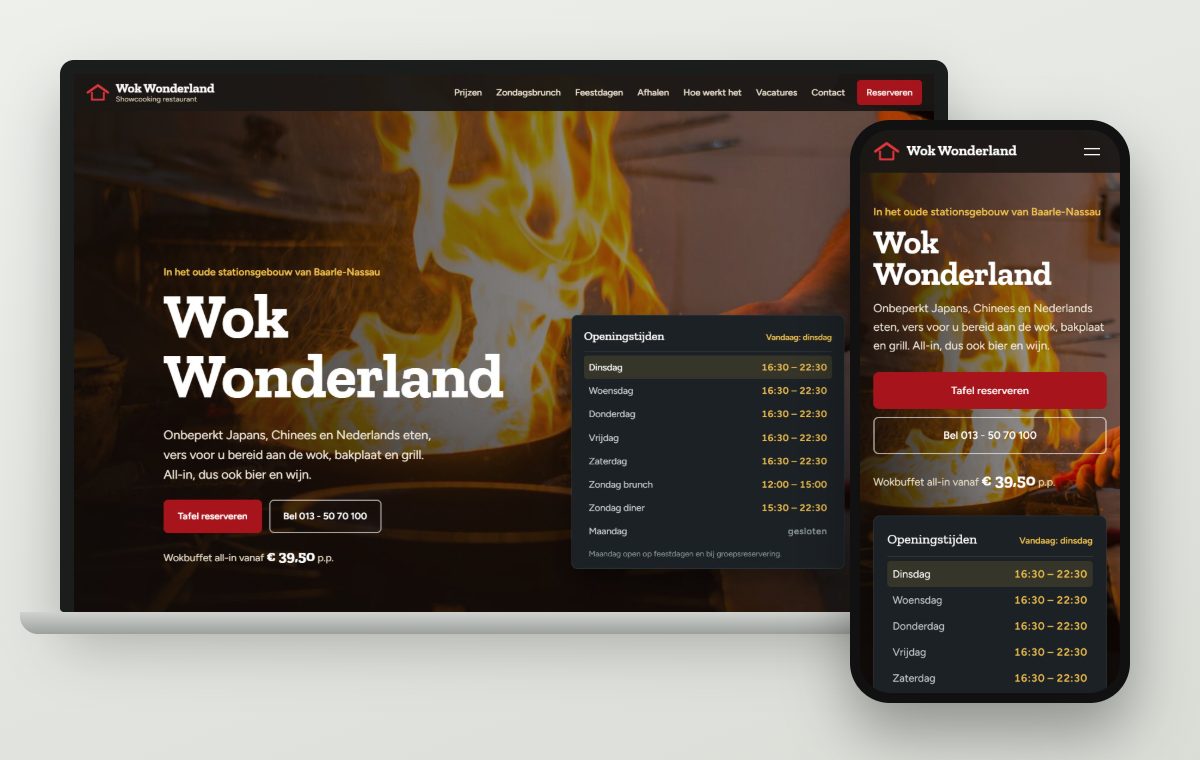 Wok Wonderland
Showcooking restaurant
Prijzen Zondagsbrunch Feestdagen Afhalen Hoe werkt het Vacatures Contact Reserveren
In het oude stationsgebouw van Baarle-Nassau
Wok
Wonderland
Onbeperkt Japans, Chinees en Nederlands eten,
vers voor u bereid aan de wok, bakplaat en grill.
All-in, dus ook bier en wijn.
Tafel reserveren Bel 013 - 50 70 100
Wokbuffet all-in vanaf € 39,50 p.p.
Openingstijden Vandaag: dinsdag
Dinsdag 16:30 – 22:30
Woensdag 16:30 – 22:30
Donderdag 16:30 – 22:30
Vrijdag 16:30 – 22:30
Zaterdag 16:30 – 22:30
Zondag brunch 12:00 – 15:00
Zondag diner 15:30 – 22:30
Maandag gesloten
Maandag open op feestdagen en bij groepsreservering.
Wok Wonderland
In het oude stationsgebouw van Baarle-Nassau
Wok
Wonderland
Onbeperkt Japans, Chinees en Nederlands
eten, vers voor u bereid aan de wok, bakplaat
en grill. All-in, dus ook bier en wijn.
Tafel reserveren
Bel 013 - 50 70 100
Wokbuffet all-in vanaf € 39,50 p.p.
Openingstijden Vandaag: dinsdag
Dinsdag 16:30 – 22:30
Woensdag 16:30 – 22:30
Donderdag 16:30 – 22:30
Vrijdag 16:30 – 22:30
Zaterdag 16:30 – 22:30